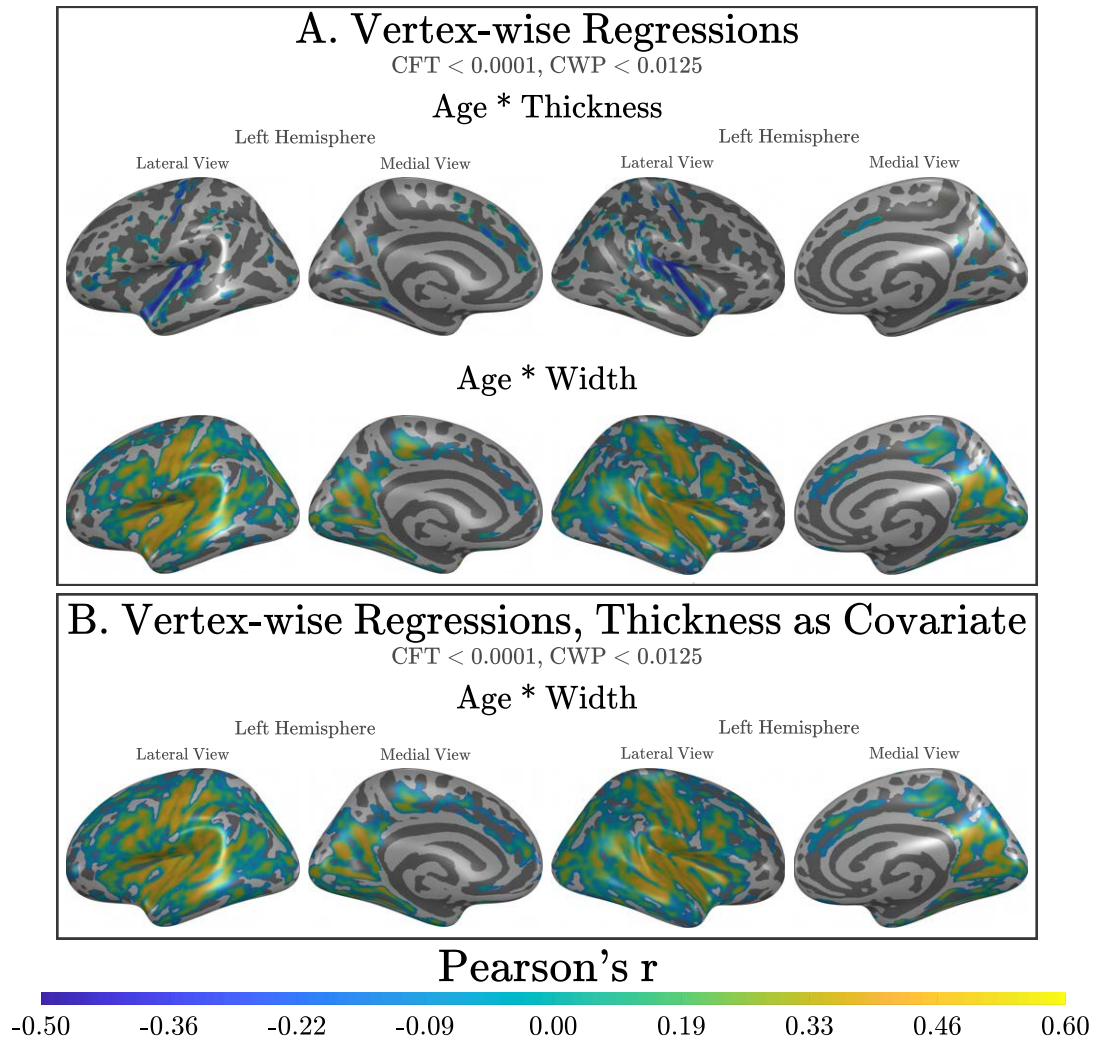 A. Vertex-wise Regressions
CFT < 0.0001, CWP < 0.0125
Age * Thickness
Left Hemisphere
Left Hemisphere
Lateral View
Medial View
Lateral View
Medial View
Age * Width
B. Vertex-wise Regressions, Thickness as Covariate
CFT < 0.0001, CWP < 0.0125
Age * Width
Left Hemisphere
Left Hemisphere
Lateral View
Medial View
Lateral View
Medial View
Pearson's r
-0.50 -0.36 -0.22 -0.09 0.00 0.19 0.33 0.46 0.60